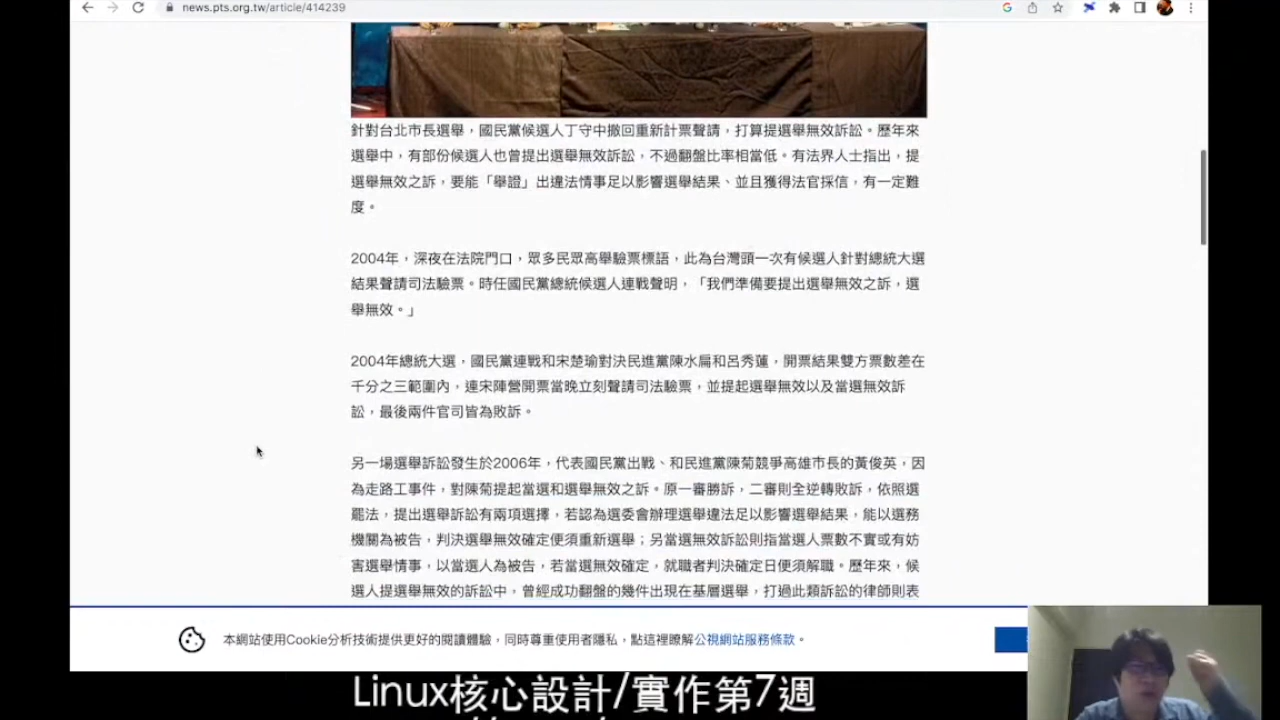 news.pts.org.tw/article/414239
針對台北市長選舉，國民黨候選人丁守中撤回重新計票聲請，打算提選舉無效訴訟。歷年來
選舉中，有部份候選人也曾提出選舉無效訴訟，不過翻盤比率相當低。有法界人士指出，提
選舉無效之訴，要能「舉證」出違法情事足以影響選舉結果、並且獲得法官採信，有一定難
度。
2004年，深夜在法院門口，眾多民眾高舉驗票標語，此為台灣頭一次有候選人針對總統大選
結果聲請司法驗票。時任國民黨總統候選人連戰聲明，「我們準備要提出選舉無效之訴，選
舉無效。」
2004年總統大選，國民黨連戰和宋楚瑜對決民進黨陳水扁和呂秀蓮，開票結果雙方票數差在
千分之三範圍內，連宋陣營開票當晚立刻聲請司法驗票，並提起選舉無效以及當選無效訴
訟，最後兩件官司皆為敗訴。
另一場選舉訴訟發生於2006年，代表國民黨出戰、和民進黨陳菊競爭高雄市長的黃俊英，因
為走路工事件，對陳菊提起當選和選舉無效之訴。原一審勝訴，二審則全逆轉敗訴，依照選
罷法，提出選舉訴訟有兩項選擇，若認為選委會辦理選舉違法足以影響選舉結果，能以選務
機關為被告，判決選舉無效確定便須重新選舉；另當選無效訴訟則指當選人票數不實或有妨
害選舉情事，以當選人為被告，若當選無效確定，就職者判決確定日便須解職。歷年來，候
選人提選舉無效的訴訟中，曾經成功翻盤的幾件出現在基層選舉，打過此類訴訟的律師則表
本網站使用Cookie分析技術提供更好的閱讀體驗，同時尊重使用者隱私，點這裡瞭解公視網站服務條款。
Linux核心設計/實作第7週